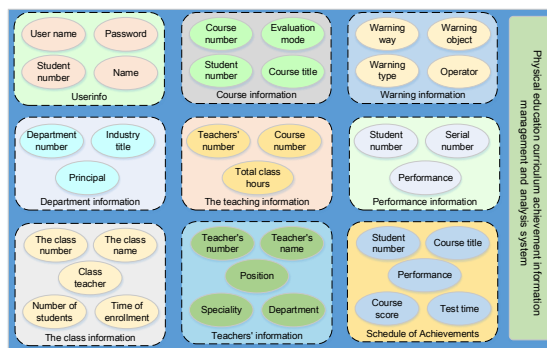 User name
Password
Student
number
Name
Userinfo
Course
number
Evaluation
mode
Student
number
Course title
Course information
Warning
way
Warning
object
Warning
type
Operator
Warning information
Department
number
Industry
title
Principal
Department information
Teachers'
number
Course
number
Total class
hours
The teaching information
Student
number
Serial
number
Performance
Performance information
The class
number
The class
name
Class
teacher
Number of
students
Time of
enrollment
The class information
Teacher's
number
Teacher's
name
Position
Speciality
Department
Teachers' information
Student
number
Course title
Performance
Course
score
Test time
Schedule of Achievements
Physical education curriculum achievement information
management and analysis system